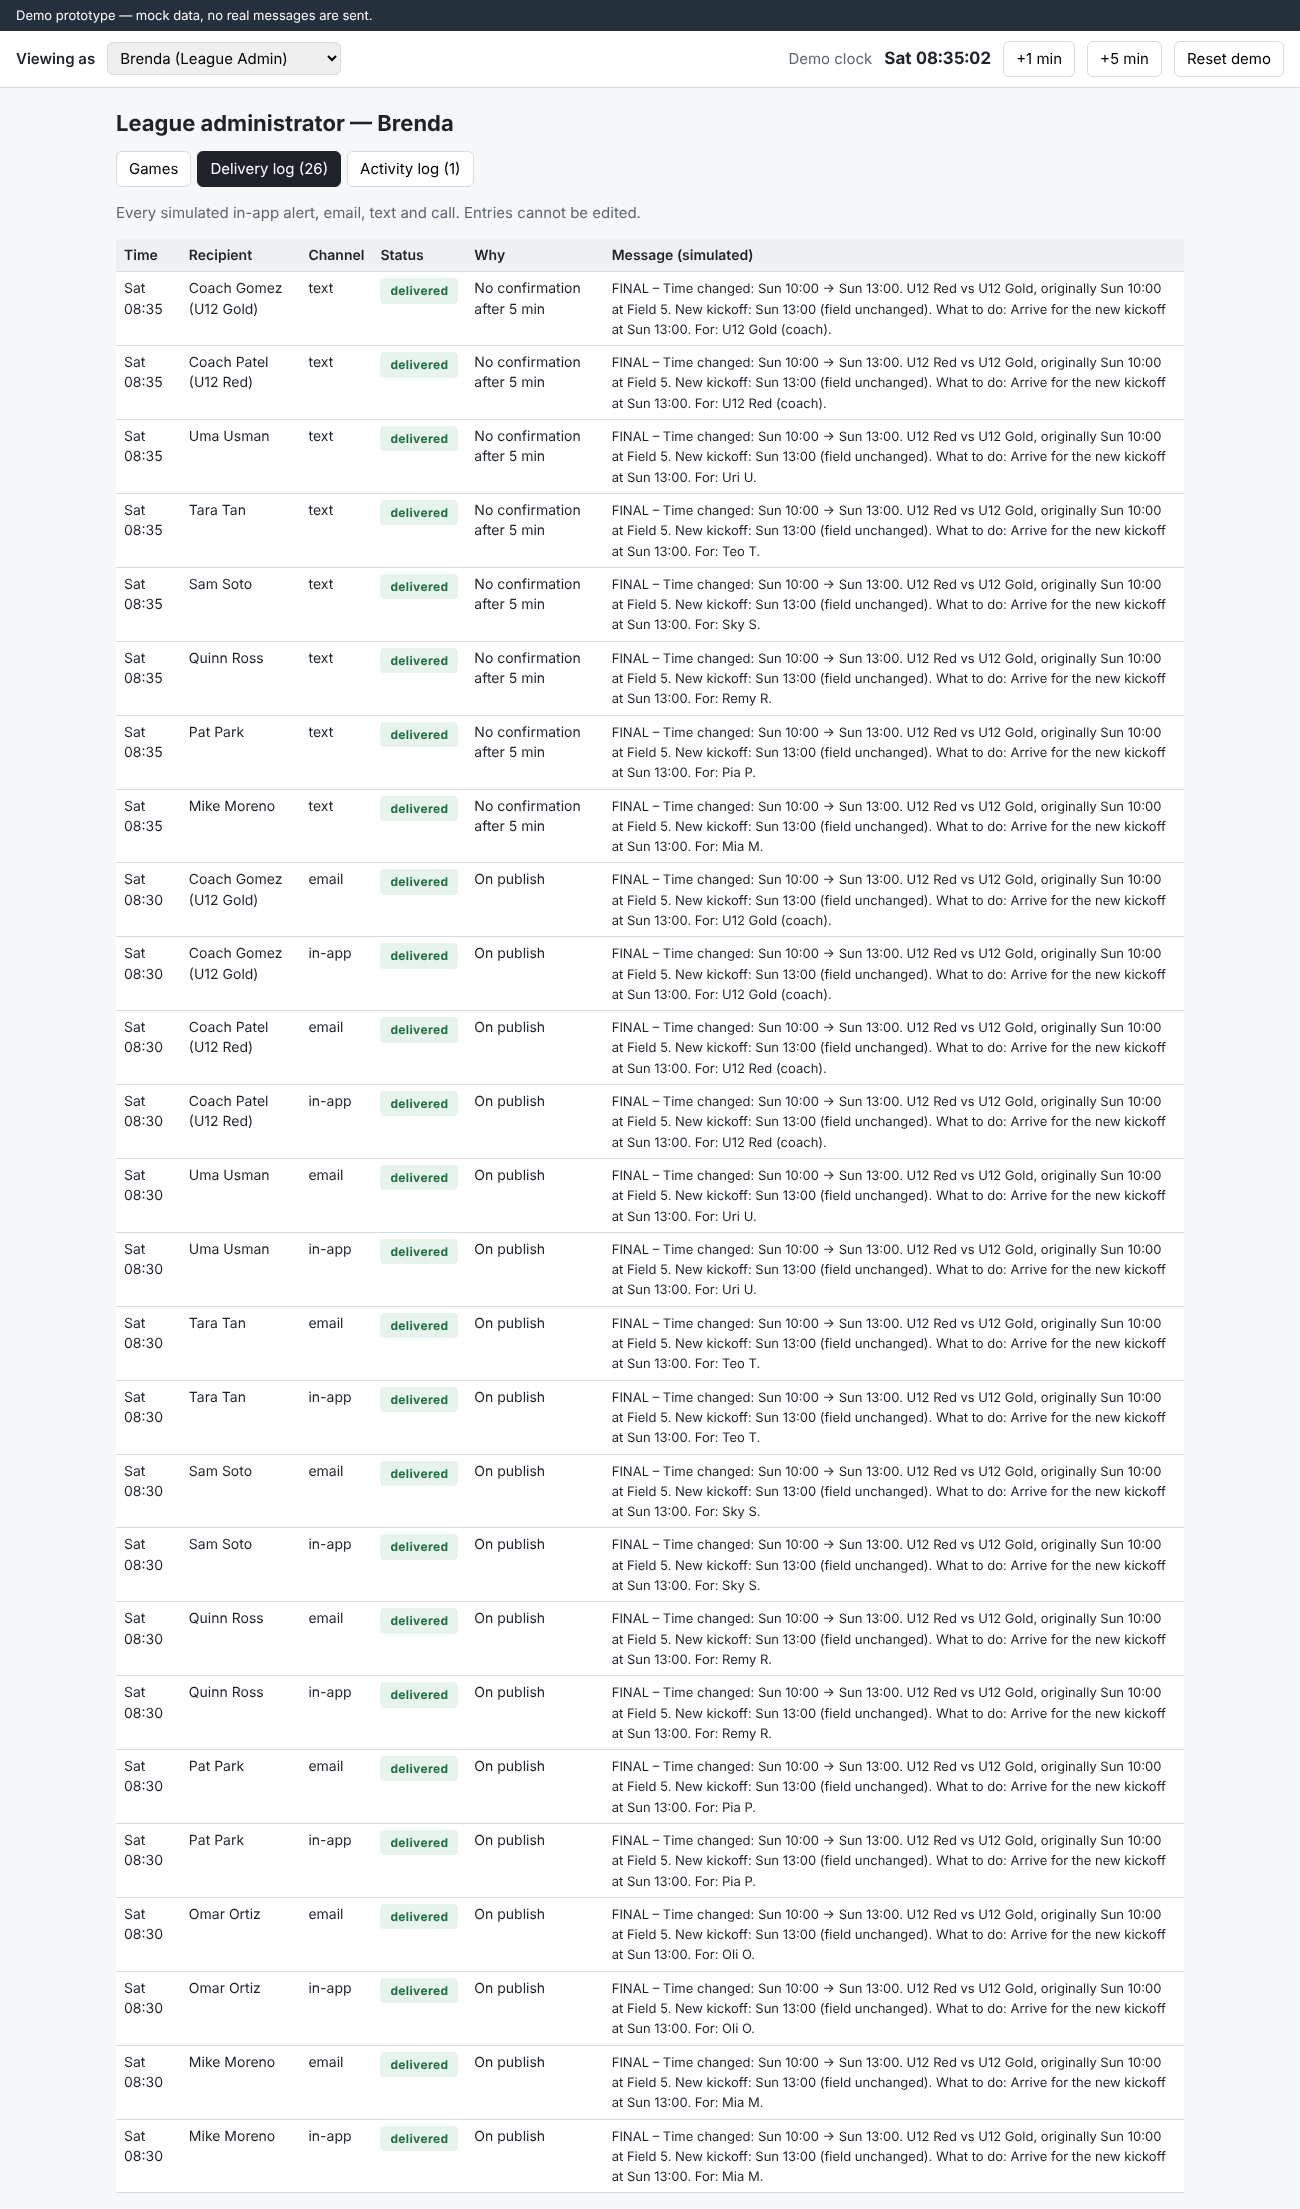 Demo prototype — mock data, no real messages are sent.
Viewing as Brenda (League Admin) Demo clock Sat 08:35:02 +1 min +5 min Reset demo
League administrator — Brenda
Games Delivery log (26) Activity log (1)
Every simulated in-app alert, email, text and call. Entries cannot be edited.
Time Recipient Channel Status Why Message (simulated)
Sat Coach Gomez text delivered No confirmation FINAL – Time changed: Sun 10:00 → Sun 13:00. U12 Red vs U12 Gold, originally Sun 10:00
08:35 (U12 Gold) after 5 min at Field 5. New kickoff: Sun 13:00 (field unchanged). What to do: Arrive for the new kickoff
at Sun 13:00. For: U12 Gold (coach).
Sat Coach Patel text delivered No confirmation FINAL – Time changed: Sun 10:00 → Sun 13:00. U12 Red vs U12 Gold, originally Sun 10:00
08:35 (U12 Red) after 5 min at Field 5. New kickoff: Sun 13:00 (field unchanged). What to do: Arrive for the new kickoff
at Sun 13:00. For: U12 Red (coach).
Sat Uma Usman text delivered No confirmation FINAL – Time changed: Sun 10:00 → Sun 13:00. U12 Red vs U12 Gold, originally Sun 10:00
08:35 after 5 min at Field 5. New kickoff: Sun 13:00 (field unchanged). What to do: Arrive for the new kickoff
at Sun 13:00. For: Uri U.
Sat Tara Tan text delivered No confirmation FINAL – Time changed: Sun 10:00 → Sun 13:00. U12 Red vs U12 Gold, originally Sun 10:00
08:35 after 5 min at Field 5. New kickoff: Sun 13:00 (field unchanged). What to do: Arrive for the new kickoff
at Sun 13:00. For: Teo T.
Sat Sam Soto text delivered No confirmation FINAL – Time changed: Sun 10:00 → Sun 13:00. U12 Red vs U12 Gold, originally Sun 10:00
08:35 after 5 min at Field 5. New kickoff: Sun 13:00 (field unchanged). What to do: Arrive for the new kickoff
at Sun 13:00. For: Sky S.
Sat Quinn Ross text delivered No confirmation FINAL – Time changed: Sun 10:00 → Sun 13:00. U12 Red vs U12 Gold, originally Sun 10:00
08:35 after 5 min at Field 5. New kickoff: Sun 13:00 (field unchanged). What to do: Arrive for the new kickoff
at Sun 13:00. For: Remy R.
Sat Pat Park text delivered No confirmation FINAL – Time changed: Sun 10:00 → Sun 13:00. U12 Red vs U12 Gold, originally Sun 10:00
08:35 after 5 min at Field 5. New kickoff: Sun 13:00 (field unchanged). What to do: Arrive for the new kickoff
at Sun 13:00. For: Pia P.
Sat Mike Moreno text delivered No confirmation FINAL – Time changed: Sun 10:00 → Sun 13:00. U12 Red vs U12 Gold, originally Sun 10:00
08:35 after 5 min at Field 5. New kickoff: Sun 13:00 (field unchanged). What to do: Arrive for the new kickoff
at Sun 13:00. For: Mia M.
Sat Coach Gomez email delivered On publish FINAL – Time changed: Sun 10:00 → Sun 13:00. U12 Red vs U12 Gold, originally Sun 10:00
08:30 (U12 Gold) at Field 5. New kickoff: Sun 13:00 (field unchanged). What to do: Arrive for the new kickoff
at Sun 13:00. For: U12 Gold (coach).
Sat Coach Gomez in-app delivered On publish FINAL – Time changed: Sun 10:00 → Sun 13:00. U12 Red vs U12 Gold, originally Sun 10:00
08:30 (U12 Gold) at Field 5. New kickoff: Sun 13:00 (field unchanged). What to do: Arrive for the new kickoff
at Sun 13:00. For: U12 Gold (coach).
Sat Coach Patel email delivered On publish FINAL – Time changed: Sun 10:00 → Sun 13:00. U12 Red vs U12 Gold, originally Sun 10:00
08:30 (U12 Red) at Field 5. New kickoff: Sun 13:00 (field unchanged). What to do: Arrive for the new kickoff
at Sun 13:00. For: U12 Red (coach).
Sat Coach Patel in-app delivered On publish FINAL – Time changed: Sun 10:00 → Sun 13:00. U12 Red vs U12 Gold, originally Sun 10:00
08:30 (U12 Red) at Field 5. New kickoff: Sun 13:00 (field unchanged). What to do: Arrive for the new kickoff
at Sun 13:00. For: U12 Red (coach).
Sat Uma Usman email delivered On publish FINAL – Time changed: Sun 10:00 → Sun 13:00. U12 Red vs U12 Gold, originally Sun 10:00
08:30 at Field 5. New kickoff: Sun 13:00 (field unchanged). What to do: Arrive for the new kickoff
at Sun 13:00. For: Uri U.
Sat Uma Usman in-app delivered On publish FINAL – Time changed: Sun 10:00 → Sun 13:00. U12 Red vs U12 Gold, originally Sun 10:00
08:30 at Field 5. New kickoff: Sun 13:00 (field unchanged). What to do: Arrive for the new kickoff
at Sun 13:00. For: Uri U.
Sat Tara Tan email delivered On publish FINAL – Time changed: Sun 10:00 → Sun 13:00. U12 Red vs U12 Gold, originally Sun 10:00
08:30 at Field 5. New kickoff: Sun 13:00 (field unchanged). What to do: Arrive for the new kickoff
at Sun 13:00. For: Teo T.
Sat Tara Tan in-app delivered On publish FINAL – Time changed: Sun 10:00 → Sun 13:00. U12 Red vs U12 Gold, originally Sun 10:00
08:30 at Field 5. New kickoff: Sun 13:00 (field unchanged). What to do: Arrive for the new kickoff
at Sun 13:00. For: Teo T.
Sat Sam Soto email delivered On publish FINAL – Time changed: Sun 10:00 → Sun 13:00. U12 Red vs U12 Gold, originally Sun 10:00
08:30 at Field 5. New kickoff: Sun 13:00 (field unchanged). What to do: Arrive for the new kickoff
at Sun 13:00. For: Sky S.
Sat Sam Soto in-app delivered On publish FINAL – Time changed: Sun 10:00 → Sun 13:00. U12 Red vs U12 Gold, originally Sun 10:00
08:30 at Field 5. New kickoff: Sun 13:00 (field unchanged). What to do: Arrive for the new kickoff
at Sun 13:00. For: Sky S.
Sat Quinn Ross email delivered On publish FINAL – Time changed: Sun 10:00 → Sun 13:00. U12 Red vs U12 Gold, originally Sun 10:00
08:30 at Field 5. New kickoff: Sun 13:00 (field unchanged). What to do: Arrive for the new kickoff
at Sun 13:00. For: Remy R.
Sat Quinn Ross in-app delivered On publish FINAL – Time changed: Sun 10:00 → Sun 13:00. U12 Red vs U12 Gold, originally Sun 10:00
08:30 at Field 5. New kickoff: Sun 13:00 (field unchanged). What to do: Arrive for the new kickoff
at Sun 13:00. For: Remy R.
Sat Pat Park email delivered On publish FINAL – Time changed: Sun 10:00 → Sun 13:00. U12 Red vs U12 Gold, originally Sun 10:00
08:30 at Field 5. New kickoff: Sun 13:00 (field unchanged). What to do: Arrive for the new kickoff
at Sun 13:00. For: Pia P.
Sat Pat Park in-app delivered On publish FINAL – Time changed: Sun 10:00 → Sun 13:00. U12 Red vs U12 Gold, originally Sun 10:00
08:30 at Field 5. New kickoff: Sun 13:00 (field unchanged). What to do: Arrive for the new kickoff
at Sun 13:00. For: Pia P.
Sat Omar Ortiz email delivered On publish FINAL – Time changed: Sun 10:00 → Sun 13:00. U12 Red vs U12 Gold, originally Sun 10:00
08:30 at Field 5. New kickoff: Sun 13:00 (field unchanged). What to do: Arrive for the new kickoff
at Sun 13:00. For: Oli O.
Sat Omar Ortiz in-app delivered On publish FINAL – Time changed: Sun 10:00 → Sun 13:00. U12 Red vs U12 Gold, originally Sun 10:00
08:30 at Field 5. New kickoff: Sun 13:00 (field unchanged). What to do: Arrive for the new kickoff
at Sun 13:00. For: Oli O.
Sat Mike Moreno email delivered On publish FINAL – Time changed: Sun 10:00 → Sun 13:00. U12 Red vs U12 Gold, originally Sun 10:00
08:30 at Field 5. New kickoff: Sun 13:00 (field unchanged). What to do: Arrive for the new kickoff
at Sun 13:00. For: Mia M.
Sat Mike Moreno in-app delivered On publish FINAL – Time changed: Sun 10:00 → Sun 13:00. U12 Red vs U12 Gold, originally Sun 10:00
08:30 at Field 5. New kickoff: Sun 13:00 (field unchanged). What to do: Arrive for the new kickoff
at Sun 13:00. For: Mia M.